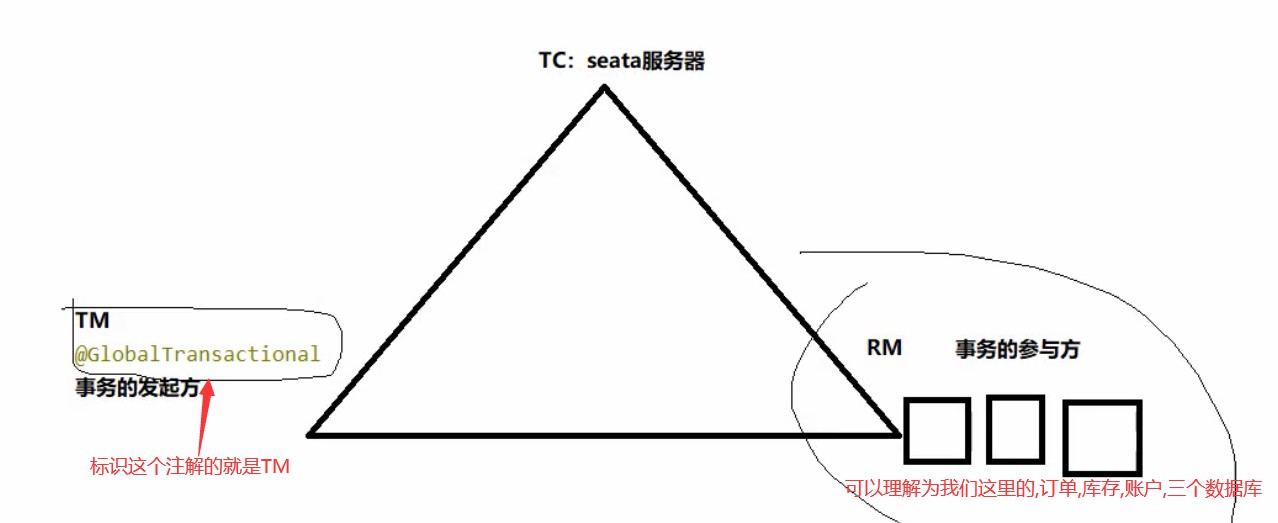 TC：seata服务器
TM
@GlobalTransactional
事务的发起方
标识这个注解的就是TM
RM 事务的参与方
可以理解为我们这里的,订单,库存,账户,三个数据库